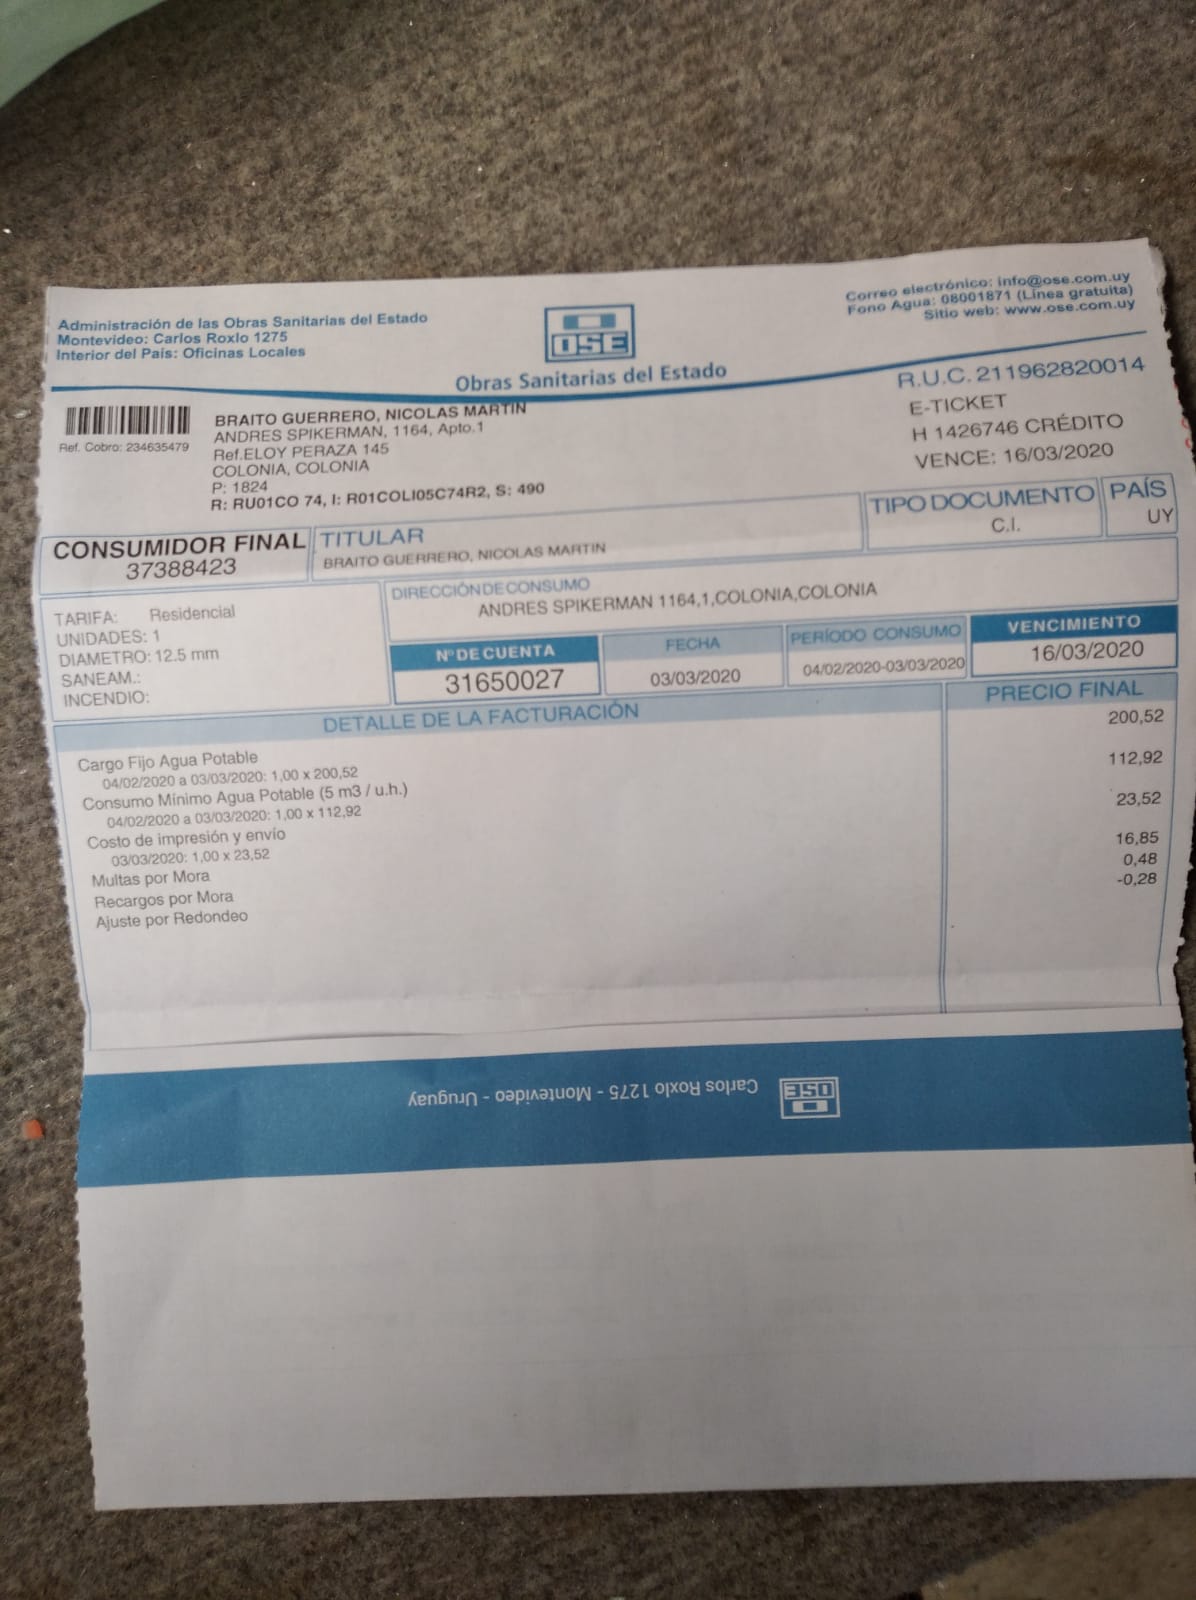 Administración de las Obras Sanitarias del Estado
Montevideo: Carlos Roxlo 1275
Interior del País: Oficinas Locales
OSE
Obras Sanitarias del Estado
Correo electrónico: info@ose.com.uy
Fono Agua: 08001871 (Línea gratuita)
Sitio web: www.ose.com.uy
Ref. Cobro: 234635479
BRAITO GUERRERO, NICOLAS MARTIN
ANDRES SPIKERMAN, 1164, Apto.1
Ref.ELOY PERAZA 145
COLONIA, COLONIA
P: 1824
R: RU01CO 74, I: R01COLI05C74R2, S: 490
R.U.C. 211962820014
E-TICKET
H 1426746 CRÉDITO
VENCE: 16/03/2020
CONSUMIDOR FINAL
37388423
TITULAR
BRAITO GUERRERO, NICOLAS MARTIN
TIPO DOCUMENTO
C.I.
PAÍS
UY
TARIFA: Residencial
UNIDADES: 1
DIAMETRO: 12.5 mm
SANEAM.:
INCENDIO:
DIRECCIÓN DE CONSUMO
ANDRES SPIKERMAN 1164,1,COLONIA,COLONIA
Nº DE CUENTA
31650027
FECHA
03/03/2020
PERÍODO CONSUMO
04/02/2020-03/03/2020
VENCIMIENTO
16/03/2020
DETALLE DE LA FACTURACIÓN
PRECIO FINAL
Cargo Fijo Agua Potable 200,52
04/02/2020 a 03/03/2020: 1,00 x 200,52
Consumo Mínimo Agua Potable (5 m3 / u.h.) 112,92
04/02/2020 a 03/03/2020: 1,00 x 112,92
Costo de impresión y envío 23,52
03/03/2020: 1,00 x 23,52
Multas por Mora 16,85
Recargos por Mora 0,48
Ajuste por Redondeo -0,28
OSE
Carlos Roxlo 1275 - Montevideo - Uruguay